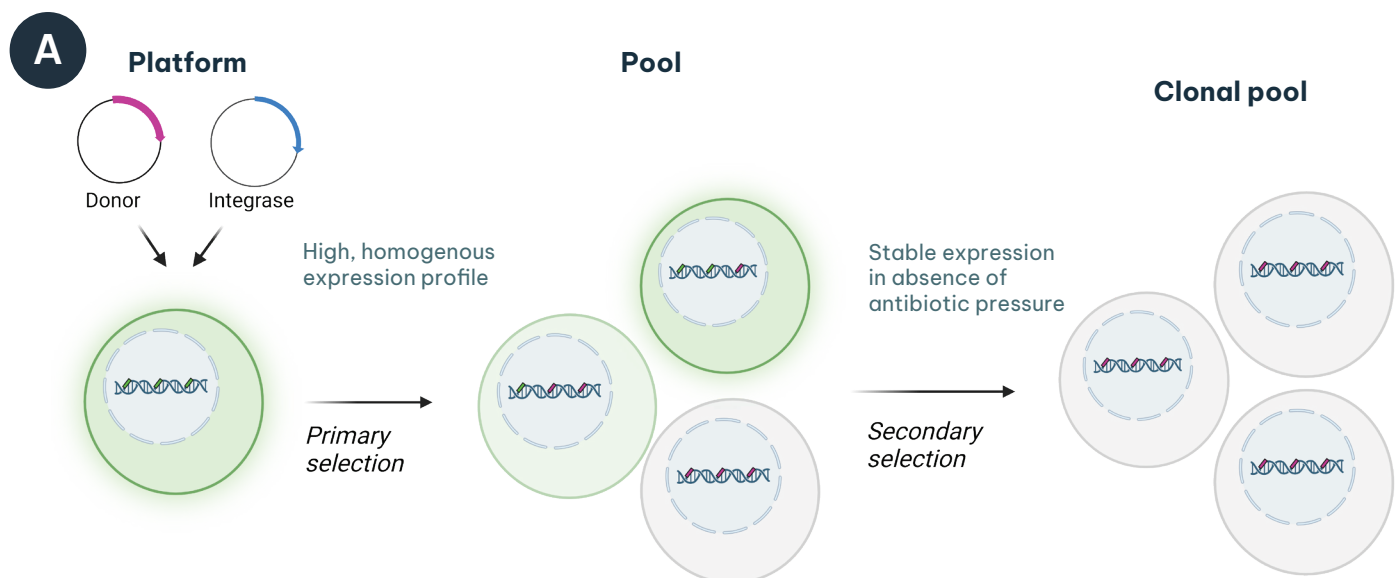 A
Platform
Pool
Clonal pool
Donor
Integrase
High, homogenous
expression profile
Primary
selection
Stable expression
in absence of
antibiotic pressure
Secondary
selection